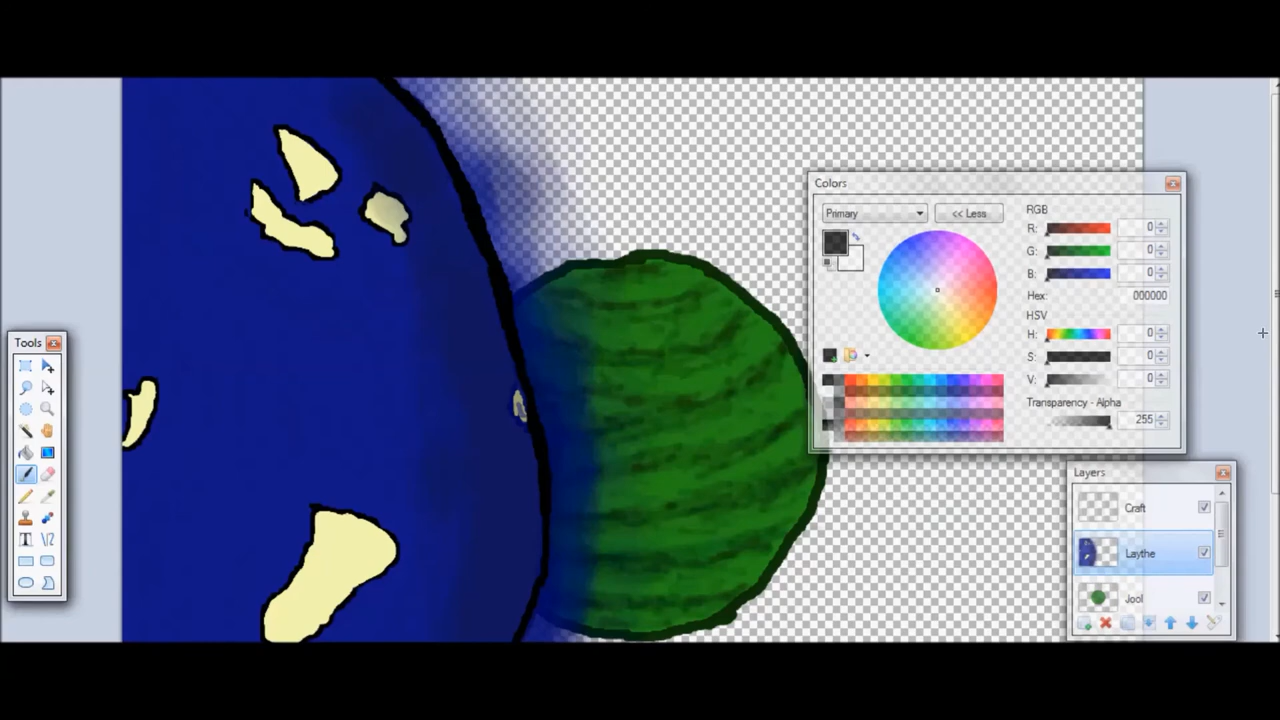 Colors
Primary
<< Less
RGB
R: 0
G: 0
B: 0
Hex: 000000
HSV
H: 0
S: 0
V: 0
Transparency - Alpha
255
Tools
T
Layers
Craft
Laythe
Jool